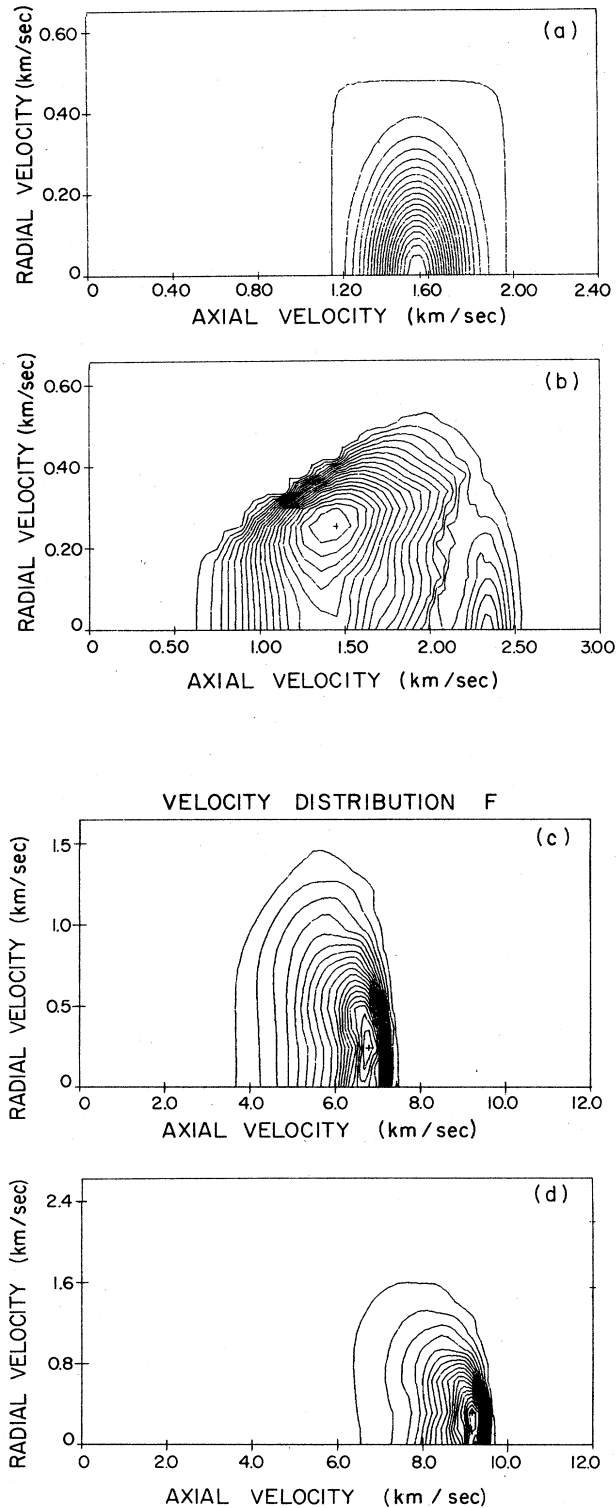 (a)
RADIAL VELOCITY (km/sec)
0.60
0.40
0.20
0
0 0.40 0.80 1.20 1.60 2.00 2.40
AXIAL VELOCITY (km/sec)
(b)
RADIAL VELOCITY (km/sec)
0.60
0.40
0.20
0
0 0.50 1.00 1.50 2.00 2.50 3.00
AXIAL VELOCITY (km/sec)
VELOCITY DISTRIBUTION F
(c)
RADIAL VELOCITY (km/sec)
1.5
1.0
0.5
0
0 2.0 4.0 6.0 8.0 10.0 12.0
AXIAL VELOCITY (km/sec)
(d)
RADIAL VELOCITY (km/sec)
2.4
1.6
0.8
0
0 2.0 4.0 6.0 8.0 10.0 12.0
AXIAL VELOCITY (km/sec)